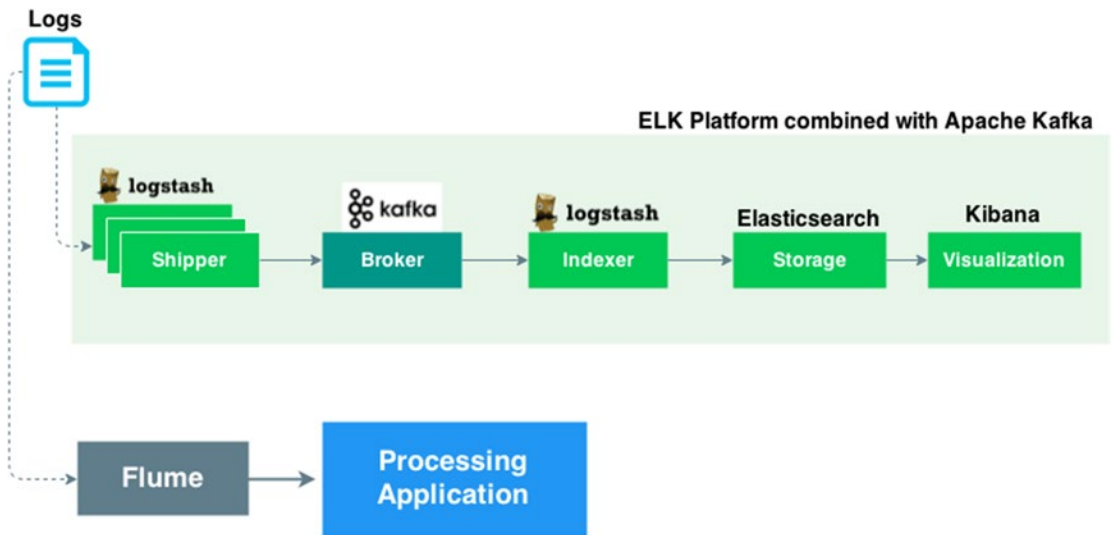 Logs
ELK Platform combined with Apache Kafka
logstash
kafka
logstash
Elasticsearch
Kibana
Shipper
Broker
Indexer
Storage
Visualization
Flume
Processing
Application